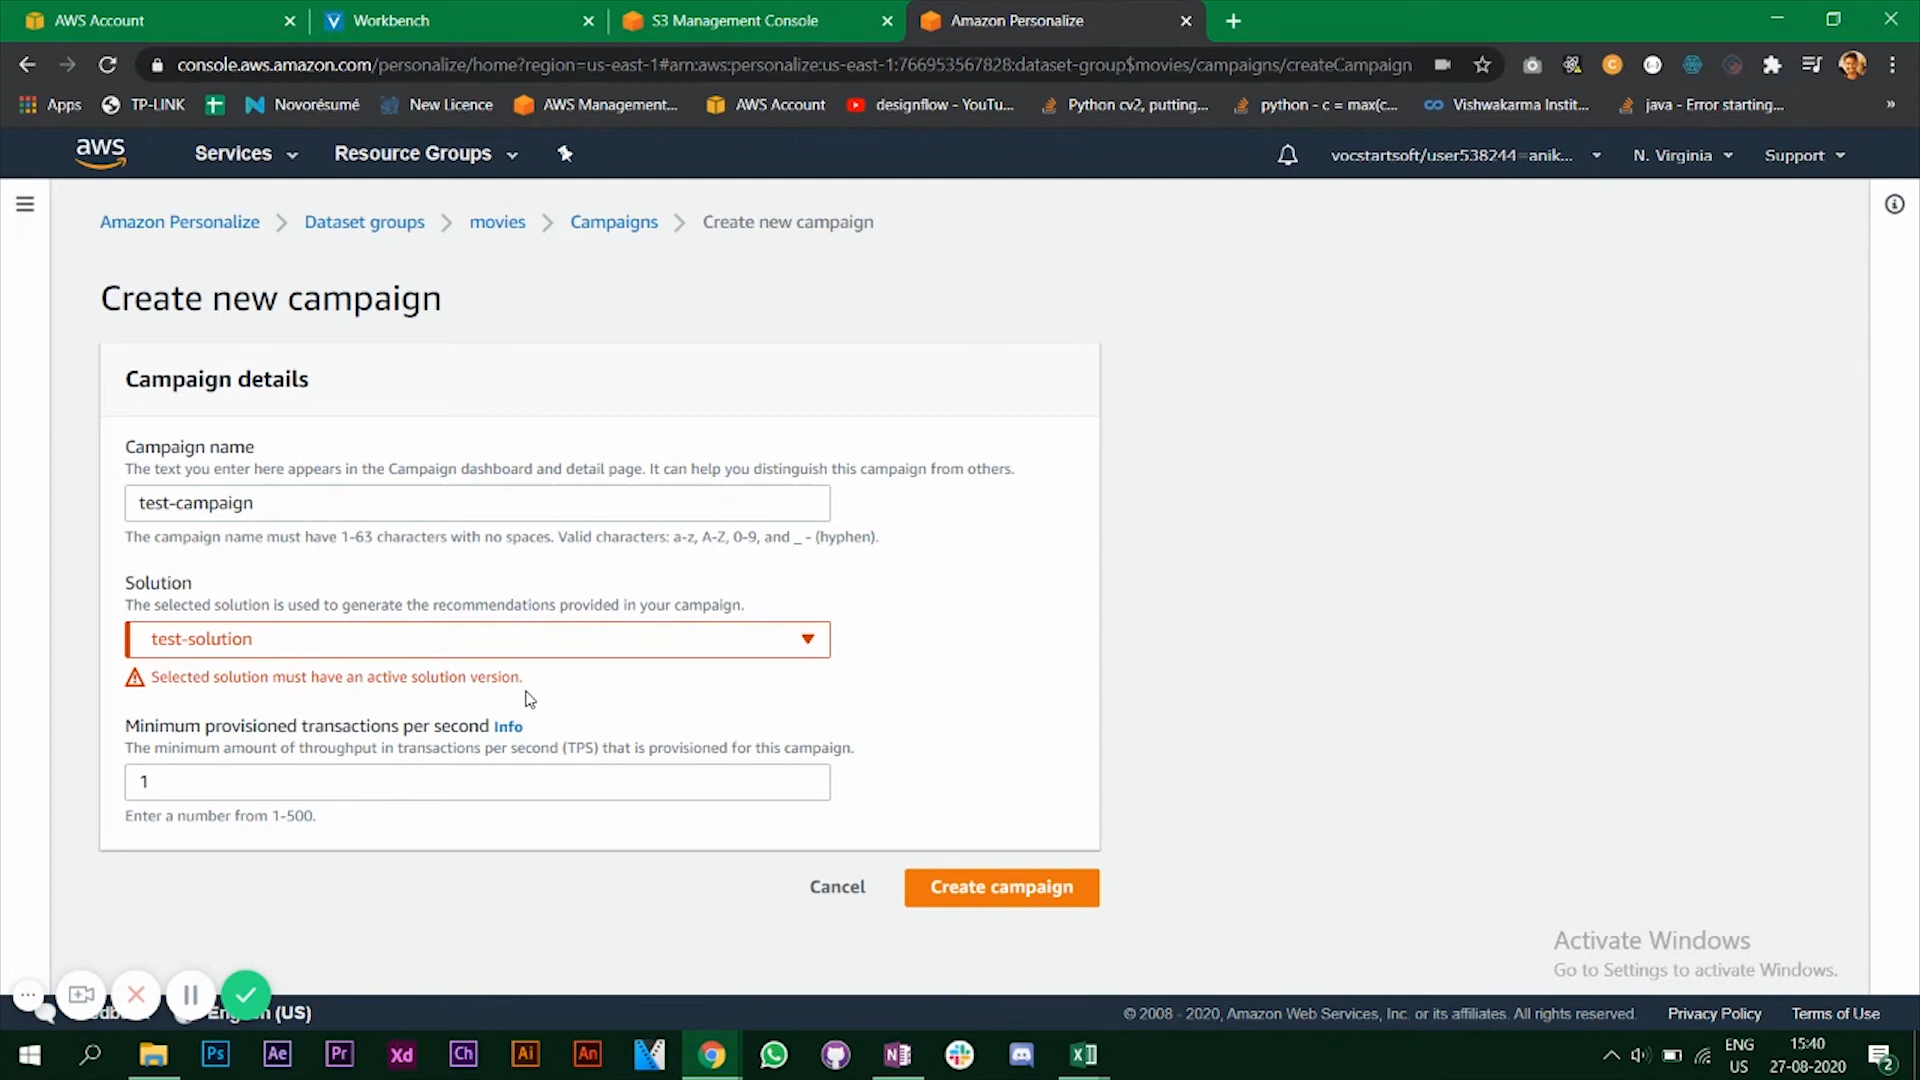 AWS Account
Workbench
S3 Management Console
Amazon Personalize
console.aws.amazon.com/personalize/home?region=us-east-1#arn:aws:personalize:us-east-1:766953567828:dataset-group$movies/campaigns/createCampaign
Apps
TP-LINK
Novorésumé
New Licence
AWS Management...
AWS Account
designflow - YouTu...
Python cv2, putting...
python - c = max(c...
Vishwakarma Instit...
java - Error starting...
»
aws
Services
Resource Groups
vocstartsoft/user538244=anik...
N. Virginia
Support
Amazon Personalize
Dataset groups
movies
Campaigns
Create new campaign
Create new campaign
Campaign details
Campaign name
The text you enter here appears in the Campaign dashboard and detail page. It can help you distinguish this campaign from others.
test-campaign
The campaign name must have 1-63 characters with no spaces. Valid characters: a-z, A-Z, 0-9, and _ - (hyphen).
Solution
The selected solution is used to generate the recommendations provided in your campaign.
test-solution
Selected solution must have an active solution version.
Minimum provisioned transactions per second Info
The minimum amount of throughput in transactions per second (TPS) that is provisioned for this campaign.
1
Enter a number from 1-500.
Cancel
Create campaign
Activate Windows
Go to Settings to activate Windows.
(US)
© 2008 - 2020, Amazon Web Services, Inc. or its affiliates. All rights reserved.
Privacy Policy
Terms of Use
Ps
Ae
Pr
Xd
Ch
Ai
An
ENG
US
15:40
27-08-2020
2